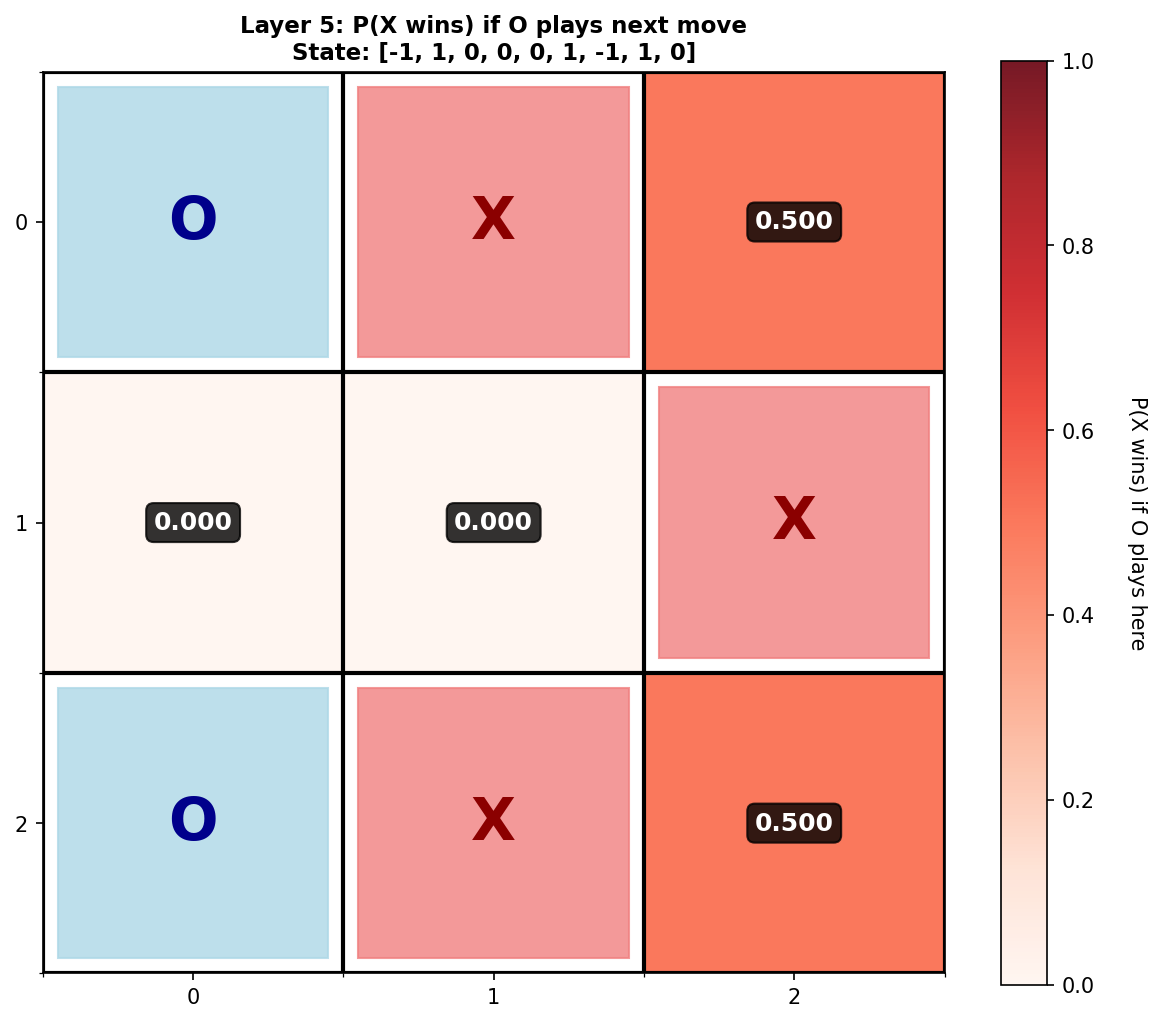 Layer 5: P(X wins) if O plays next move
State: [-1, 1, 0, 0, 0, 1, -1, 1, 0]
0
O
X
0.500
1
0.000
0.000
X
2
O
X
0.500
0
1
2
1.0
0.8
0.6
0.4
0.2
0.0
P(X wins) if O plays here